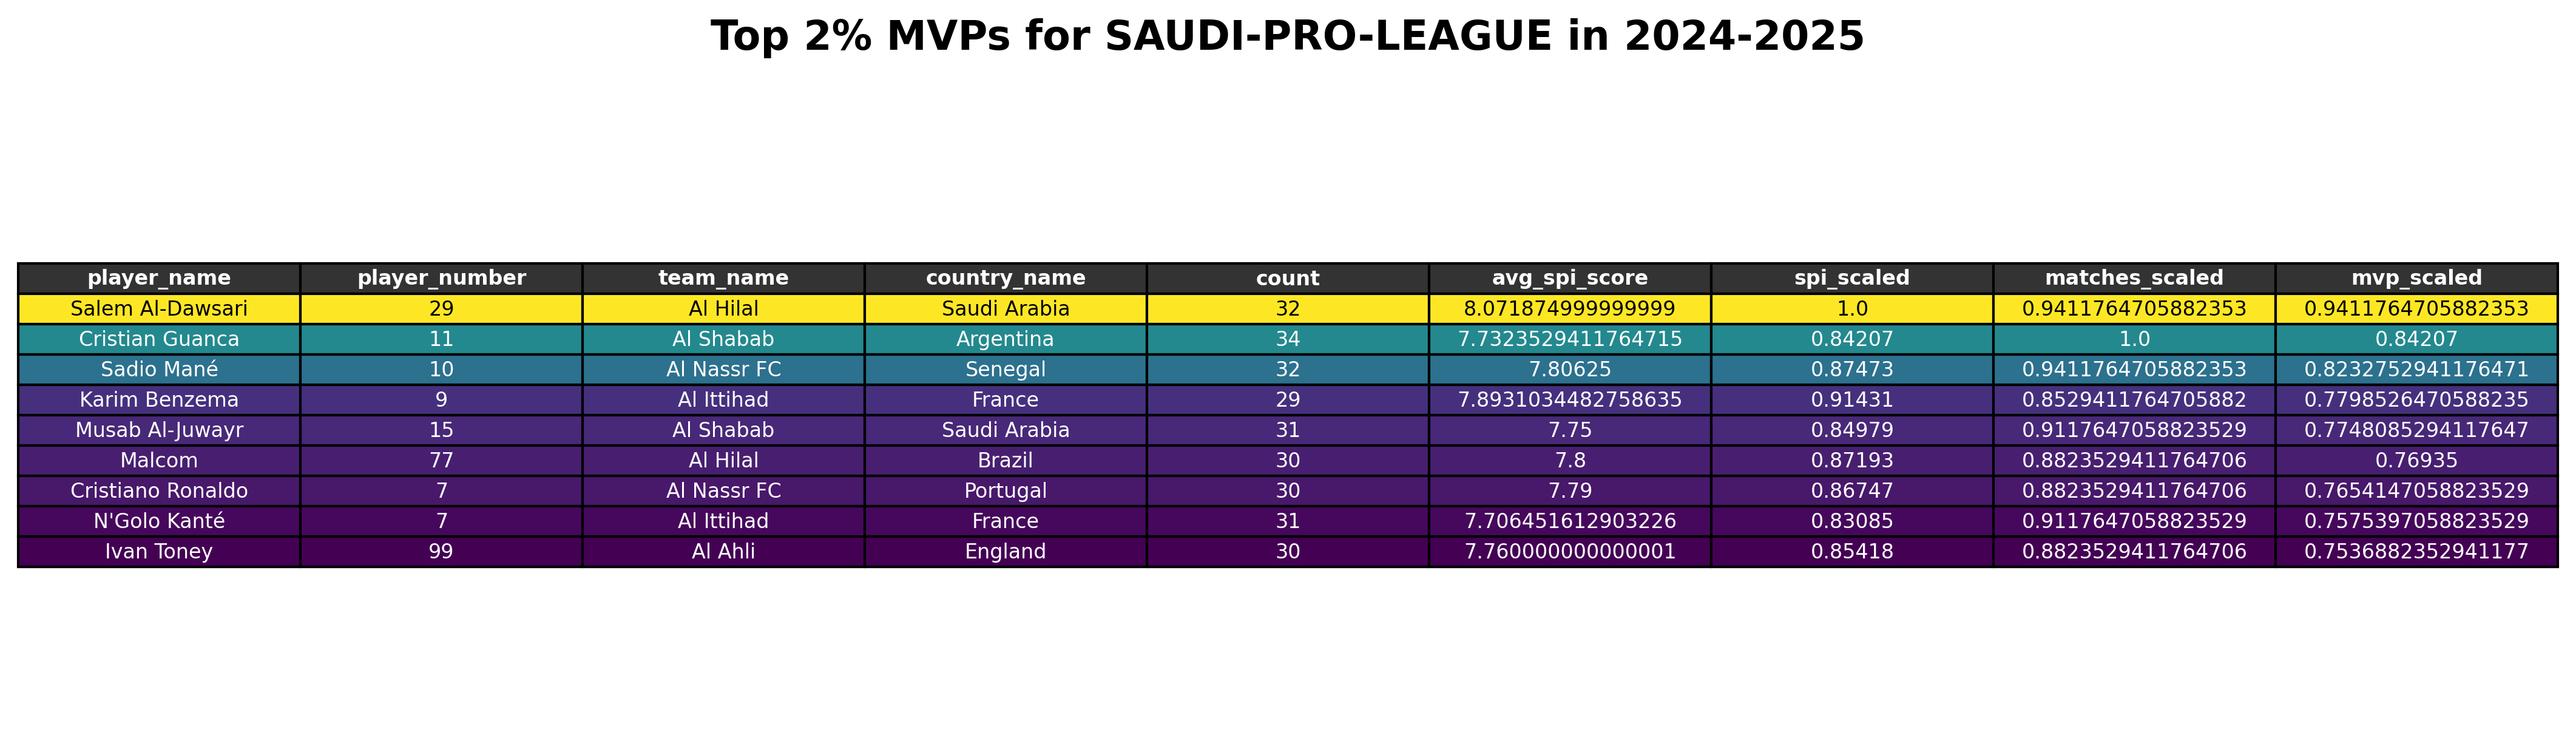 Top 2% MVPs for SAUDI-PRO-LEAGUE in 2024-2025
player_name player_number team_name country_name count avg_spi_score spi_scaled matches_scaled mvp_scaled
Salem Al-Dawsari 29 Al Hilal Saudi Arabia 32 8.071874999999999 1.0 0.9411764705882353 0.9411764705882353
Cristian Guanca 11 Al Shabab Argentina 34 7.7323529411764715 0.84207 1.0 0.84207
Sadio Mané 10 Al Nassr FC Senegal 32 7.80625 0.87473 0.9411764705882353 0.8232752941176471
Karim Benzema 9 Al Ittihad France 29 7.8931034482758635 0.91431 0.8529411764705882 0.7798526470588235
Musab Al-Juwayr 15 Al Shabab Saudi Arabia 31 7.75 0.84979 0.9117647058823529 0.7748085294117647
Malcom 77 Al Hilal Brazil 30 7.8 0.87193 0.8823529411764706 0.76935
Cristiano Ronaldo 7 Al Nassr FC Portugal 30 7.79 0.86747 0.8823529411764706 0.7654147058823529
N'Golo Kanté 7 Al Ittihad France 31 7.706451612903226 0.83085 0.9117647058823529 0.7575397058823529
Ivan Toney 99 Al Ahli England 30 7.760000000000001 0.85418 0.8823529411764706 0.7536882352941177